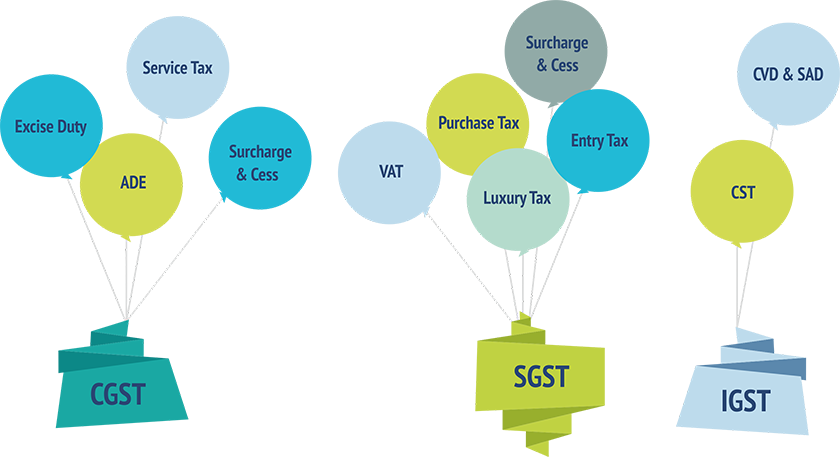 Service Tax
Excise Duty
ADE
Surcharge
& Cess
CGST
Surcharge
& Cess
Purchase Tax
Entry Tax
VAT
Luxury Tax
SGST
CVD & SAD
CST
IGST